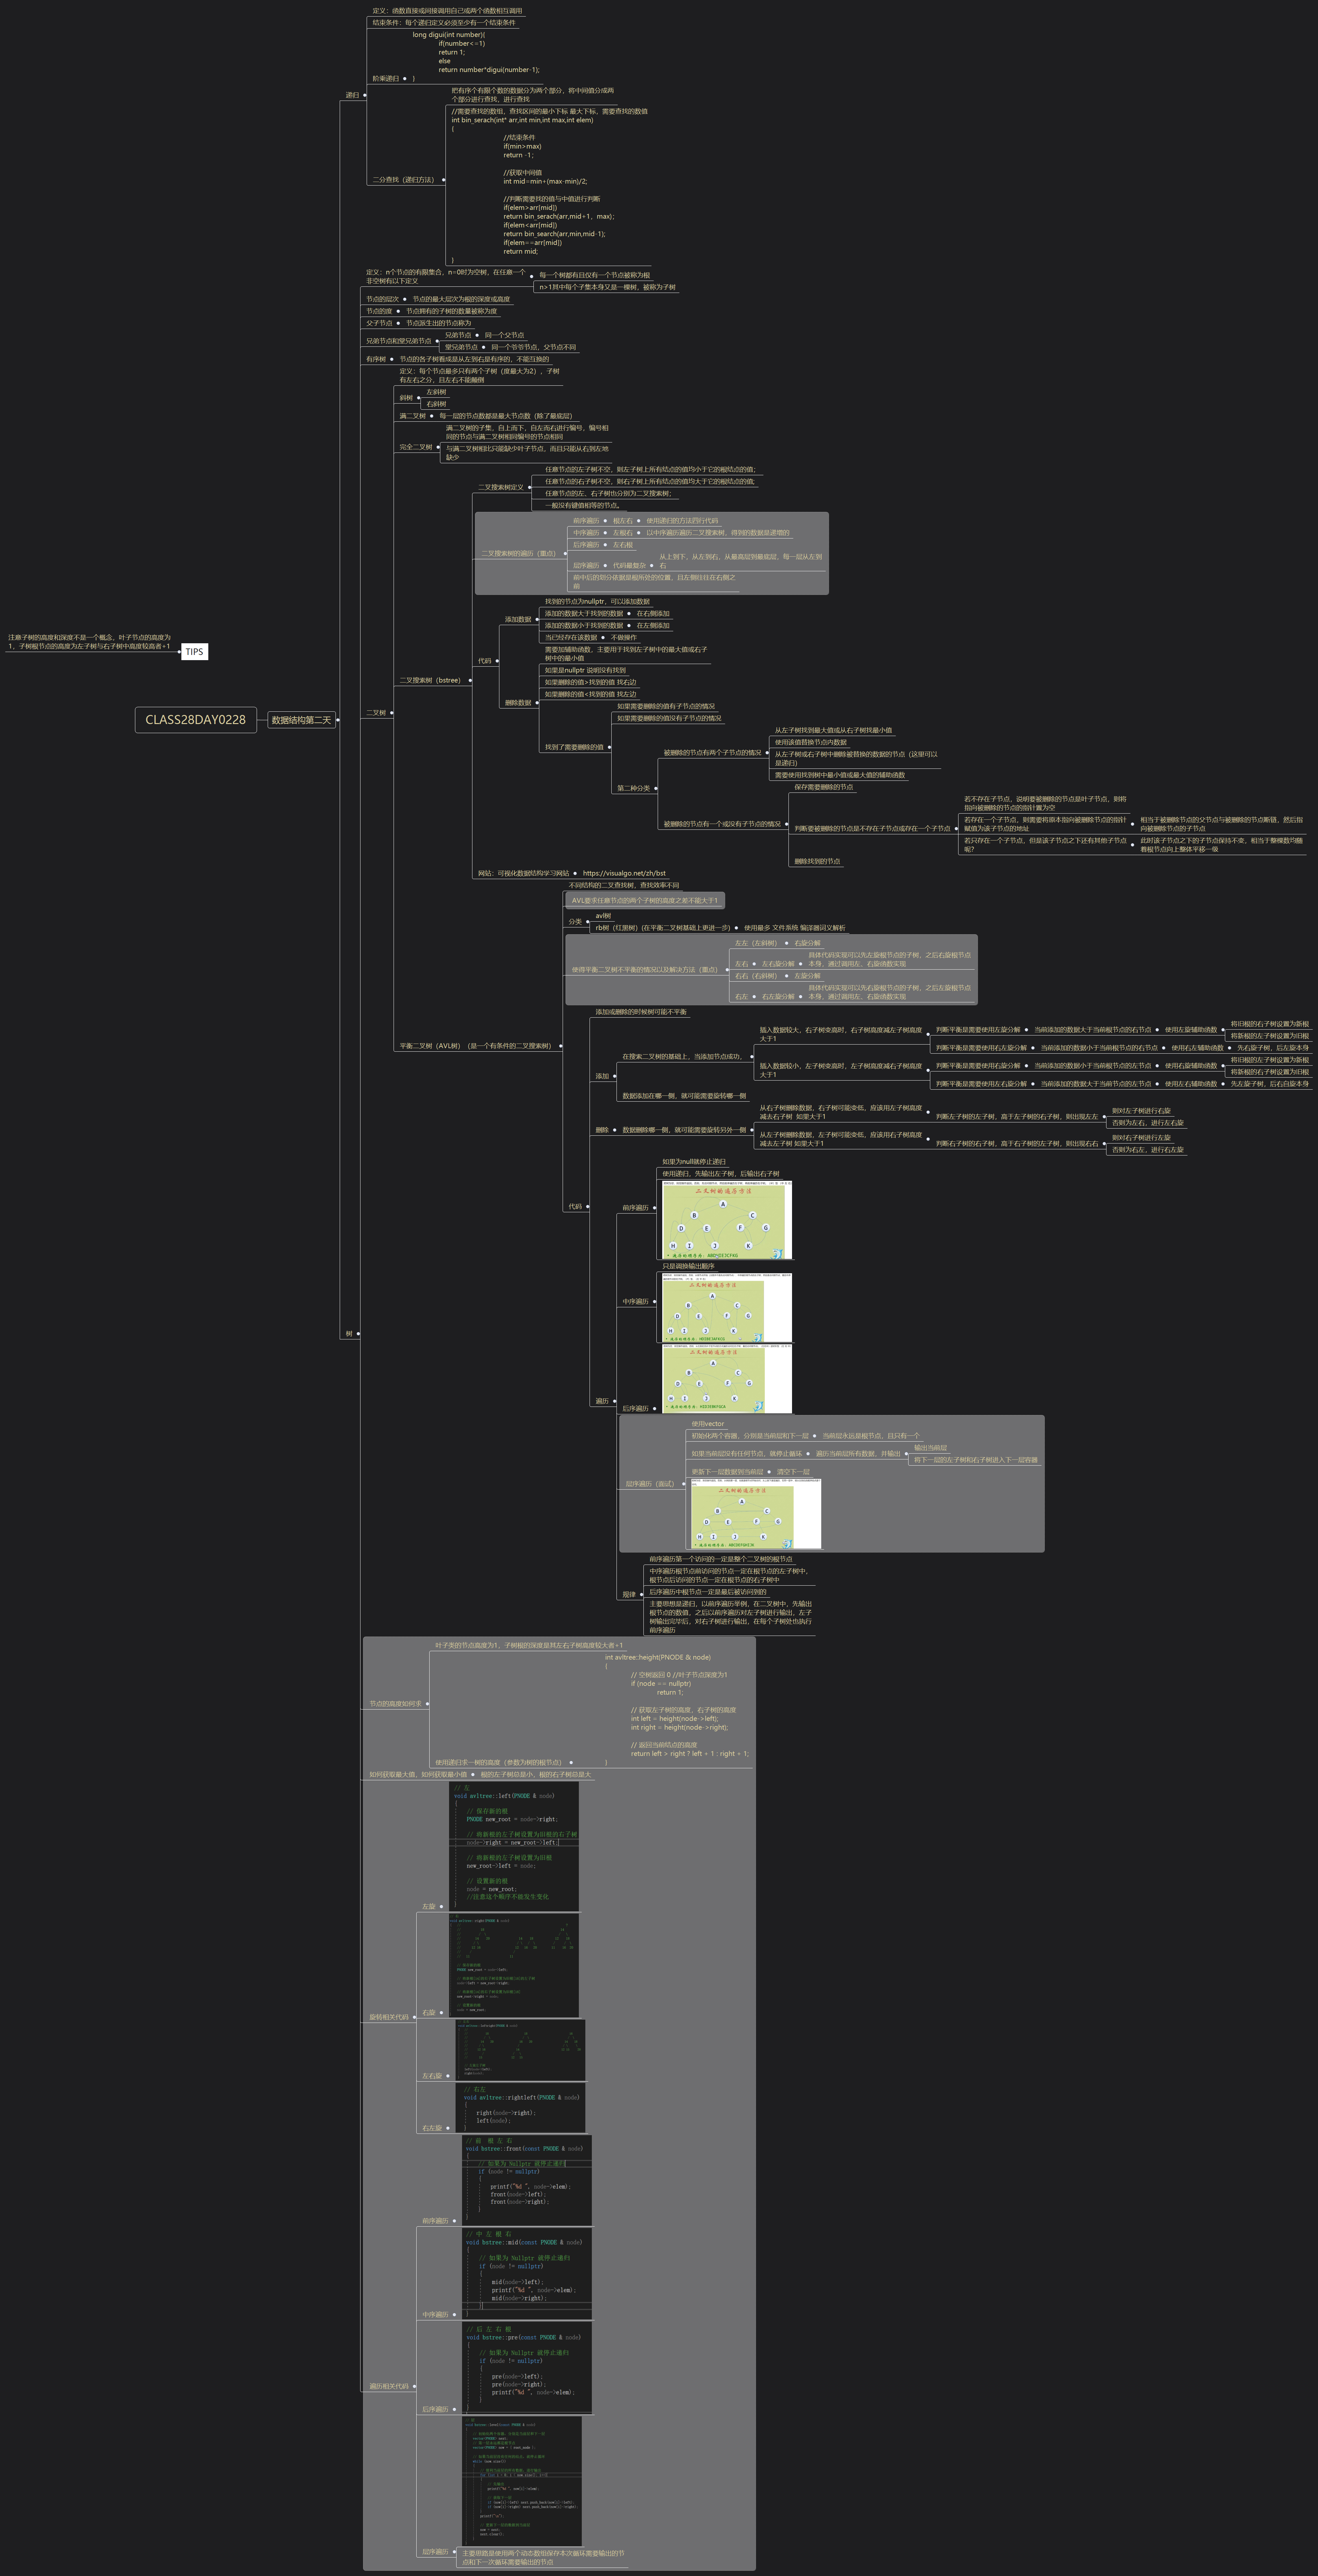 定义：函数直接或间接调用自己或两个函数相互调用
结束条件：每个递归定义必须至少有一个结束条件
long digui(int number){
if(number<=1)
return 1;
else
return number*digui(number-1);
}
阶乘递归
递归
把有序个有限个数的数据分为两个部分，将中间值分成两
个部分进行查找，进行查找
//需要查找的数组，查找区间的最小下标 最大下标，需要查找的数值
int bin_serach(int* arr,int min,int max,int elem)
{
//结束条件
if(min>max)
return -1;
//获取中间值
int mid=min+(max-min)/2;
//判断需要找的值与中值进行判断
if(elem>arr[mid])
return bin_serach(arr,mid+1，max);
if(elem<arr[mid])
return bin_search(arr,min,mid-1);
if(elem==arr[mid])
return mid;
}
二分查找（递归方法）
定义：n个节点的有限集合，n=0时为空树，在任意一个
非空树有以下定义
每一个树都有且仅有一个节点被称为根
n>1其中每个子集本身又是一棵树，被称为子树
节点的层次
节点的最大层次为根的深度或高度
节点的度
节点拥有的子树的数量被称为度
父子节点
节点派生出的节点称为
兄弟节点和堂兄弟节点
兄弟节点
同一个父节点
堂兄弟节点
同一个爷爷节点，父节点不同
有序树
节点的各子树看成是从左到右是有序的，不能互换的
定义：每个节点最多只有两个子树（度最大为2），子树
有左右之分，且左右不能颠倒
斜树
左斜树
右斜树
满二叉树
每一层的节点数都是最大节点数（除了最底层）
完全二叉树
满二叉树的子集，自上而下，自左而右进行编号，编号相
同的节点与满二叉树相同编号的节点相同
与满二叉树相比只能缺少叶子节点，而且只能从右到左地
缺少
二叉搜索树定义
任意节点的左子树不空，则左子树上所有结点的值均小于它的根结点的值；
任意节点的右子树不空，则右子树上所有结点的值均大于它的根结点的值;
任意节点的左、右子树也分别为二叉搜索树；
一般没有键值相等的节点。
二叉搜索树的遍历（重点）
前序遍历
根左右
使用递归的方法四行代码
中序遍历
左根右
以中序遍历遍历二叉搜索树，得到的数据是递增的
后序遍历
左右根
层序遍历
代码最复杂
从上到下，从左到右，从最高层到最底层，每一层从左到
右
前中后的划分依据是根所处的位置，且左侧往往在右侧之
前
代码
添加数据
找到的节点为nullptr，可以添加数据
添加的数据大于找到的数据
在右侧添加
添加的数据小于找到的数据
在左侧添加
当已经存在该数据
不做操作
删除数据
需要加辅助函数，主要用于找到左子树中的最大值或右子
树中的最小值
如果是nullptr 说明没有找到
如果删除的值>找到的值 找右边
如果删除的值<找到的值 找左边
找到了需要删除的值
如果需要删除的值有子节点的情况
如果需要删除的值没有子节点的情况
第二种分类
被删除的节点有两个子节点的情况
从左子树找到最大值或从右子树找最小值
使用该值替换节点内数据
从左子树或右子树中删除被替换的数据的节点（这里可以
是递归）
需要使用找到树中最小值或最大值的辅助函数
被删除的节点有一个或没有子节点的情况
保存需要删除的节点
判断要被删除的节点是不存在子节点或存在一个子节点
若不存在子节点，说明要被删除的节点是叶子节点，则将
指向被删除的节点的指针置为空
若存在一个子节点，则需要将原本指向被删除节点的指针
赋值为该子节点的地址
相当于被删除节点的父节点与被删除的节点断链，然后指
向被删除节点的子节点
若只存在一个子节点，但是该子节点之下还有其他子节点
呢?
此时该子节点之下的子节点保持不变，相当于整棵数均随
着根节点向上整体平移一级
删除找到的节点
二叉搜索树（bstree）
网站：可视化数据结构学习网站
https://visualgo.net/zh/bst
二叉树
注意子树的高度和深度不是一个概念，叶子节点的高度为
1，子树根节点的高度为左子树与右子树中高度较高者+1
TIPS
CLASS28DAY0228
数据结构第二天
不同结构的二叉查找树，查找效率不同
AVL要求任意节点的两个子树的高度之差不能大于1
分类
avl树
rb树（红黑树）(在平衡二叉树基础上更进一步)
使用最多 文件系统 编译器词义解析
使得平衡二叉树不平衡的情况以及解决方法（重点）
左左（左斜树）
右旋分解
左右
左右旋分解
具体代码实现可以先左旋根节点的子树，之后右旋根节点
本身，通过调用左、右旋函数实现
右右（右斜树）
左旋分解
右左
右左旋分解
具体代码实现可以先右旋根节点的子树，之后左旋根节点
本身，通过调用左、右旋函数实现
平衡二叉树（AVL树）（是一个有条件的二叉搜索树）
代码
添加或删除的时候树可能不平衡
添加
在搜索二叉树的基础上，当添加节点成功，
插入数据较大，右子树变高时，右子树高度减左子树高度
大于1
判断平衡是需要使用左旋分解
当前添加的数据大于当前根节点的右节点
使用左旋辅助函数
将旧根的右子树设置为新根
将新根的左子树设置为旧根
判断平衡是需要使用右左旋分解
当前添加的数据小于当前根节点的右节点
使用右左辅助函数
先右旋子树，后左旋本身
插入数据较小，左子树变高时，左子树高度减右子树高度
大于1
判断平衡是需要使用右旋分解
当前添加的数据小于当前根节点的左节点
使用右旋辅助函数
将旧根的左子树设置为新根
将新根的右子树设置为旧根
判断平衡是需要使用左右旋分解
当前添加的数据大于当前节点的左节点
使用左右辅助函数
先左旋子树，后右自旋本身
数据添加在哪一侧，就可能需要旋转哪一侧
删除
数据删除哪一侧，就可能需要旋转另外一侧
从右子树删除数据，右子树可能变低，应该用左子树高度
减去右子树 如果大于1
判断左子树的左子树，高于左子树的右子树，则出现左左
则对左子树进行右旋
否则为左右，进行左右旋
从左子树删除数据，左子树可能变低，应该用右子树高度
减去左子树 如果大于1
判断右子树的右子树，高于右子树的左子树，则出现右右
则对右子树进行左旋
否则为右左，进行右左旋
遍历
前序遍历
如果为null就停止递归
使用递归，先输出左子树，后输出右子树
二叉树的遍历方法
A
B C
D E F G
H I J K
中序遍历
只是调换输出顺序
二叉树的遍历方法
A
B C
D E F G
H I J K
后序遍历
二叉树的遍历方法
A
B C
D E F G
H I J K
层序遍历（面试）
使用vector
初始化两个容器，分别是当前层和下一层
当前层永远是根节点，且只有一个
如果当前层没有任何节点，就停止循环
遍历当前层所有数据，并输出
输出当前层
将下一层的左子树和右子树进入下一层容器
更新下一层数据到当前层
清空下一层
二叉树的遍历方法
A
B C
D E F G
H I J K
规律
前序遍历第一个访问的一定是整个二叉树的根节点
中序遍历根节点前访问的节点一定在根节点的左子树中，
根节点后访问的节点一定在根节点的右子树中
后序遍历中根节点一定是最后被访问到的
主要思想是递归，以前序遍历举例，在二叉树中，先输出
根节点的数值，之后以前序遍历对左子树进行输出，左子
树输出完毕后，对右子树进行输出，在每个子树处也执行
前序遍历
树
节点的高度如何求
叶子类的节点高度为1，子树根的深度是其左右子树高度较大者+1
使用递归求一树的高度（参数为树的根节点）
int avltree::height(PNODE & node)
{
// 空树返回 0 //叶子节点深度为1
if (node == nullptr)
return 1;
// 获取左子树的高度，右子树的高度
int left = height(node->left);
int right = height(node->right);
// 返回当前结点的高度
return left > right ? left + 1 : right + 1;
}
如何获取最大值，如何获取最小值
根的左子树总是小，根的右子树总是大
旋转相关代码
左旋
// 左
void avltree::left(PNODE & node)
{
// 保存新的根
PNODE new_root = node->right;
// 将新根的左子树设置为旧根的右子树
node->right = new_root->left;
// 将新根的左子树设置为旧根
new_root->left = node;
// 设置新的根
node = new_root;
//注意这个顺序不能发生变化
}
右旋
void avltree::right(PNODE & node)
左右旋
右左旋
// 右左
void avltree::rightleft(PNODE & node)
{
right(node->right);
left(node);
}
遍历相关代码
前序遍历
// 前 根 左 右
void bstree::front(const PNODE & node)
{
// 如果为 Nullptr 就停止递归
if (node != nullptr)
{
printf("%d ", node->elem);
front(node->left);
front(node->right);
}
}
中序遍历
// 中 左 根 右
void bstree::mid(const PNODE & node)
{
// 如果为 Nullptr 就停止递归
if (node != nullptr)
{
mid(node->left);
printf("%d ", node->elem);
mid(node->right);
}
}
后序遍历
// 后 左 右 根
void bstree::pre(const PNODE & node)
{
// 如果为 Nullptr 就停止递归
if (node != nullptr)
{
pre(node->left);
pre(node->right);
printf("%d ", node->elem);
}
}
层序遍历
主要思路是使用两个动态数组保存本次循环需要输出的节
点和下一次循环需要输出的节点